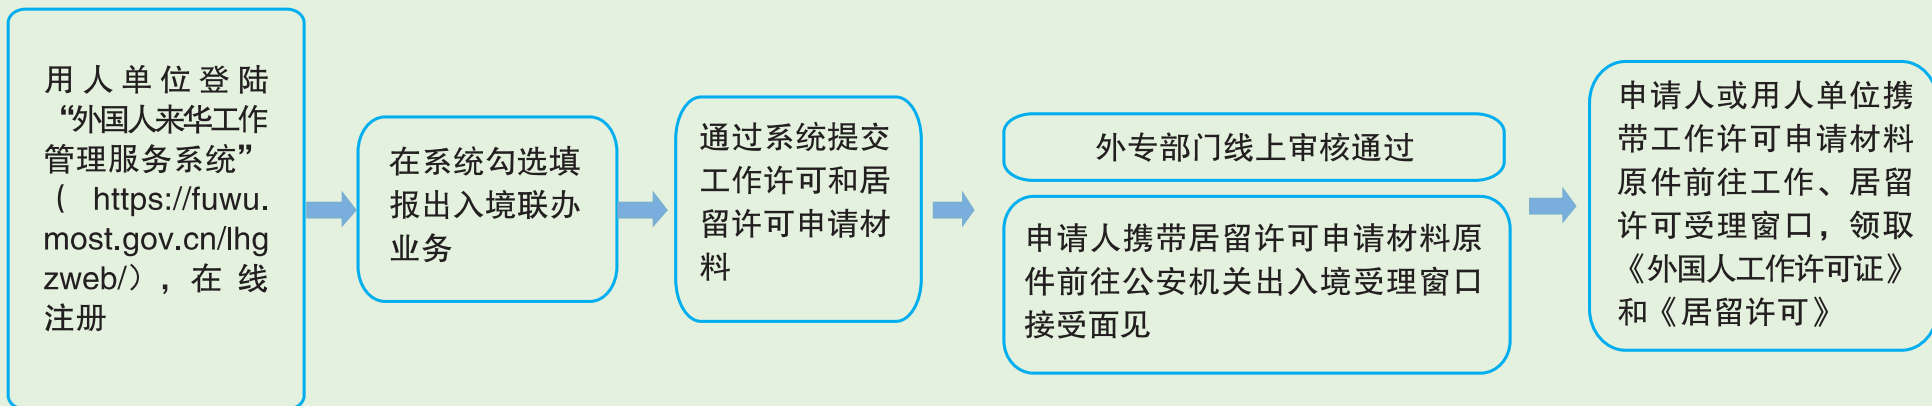 用人单位登陆
“外国人来华工作
管理服务系统”
（ https://fuwu.
most.gov.cn/lhg
zweb/），在 线
注册
在系统勾选填
报出入境联办
业务
通过系统提交
工作许可和居
留许可申请材
料
外专部门线上审核通过
申请人携带居留许可申请材料原
件前往公安机关出入境受理窗口
接受面见
申请人或用人单位携
带工作许可申请材料
原件前往工作、居留
许可受理窗口，领取
《外国人工作许可证》
和《居留许可》